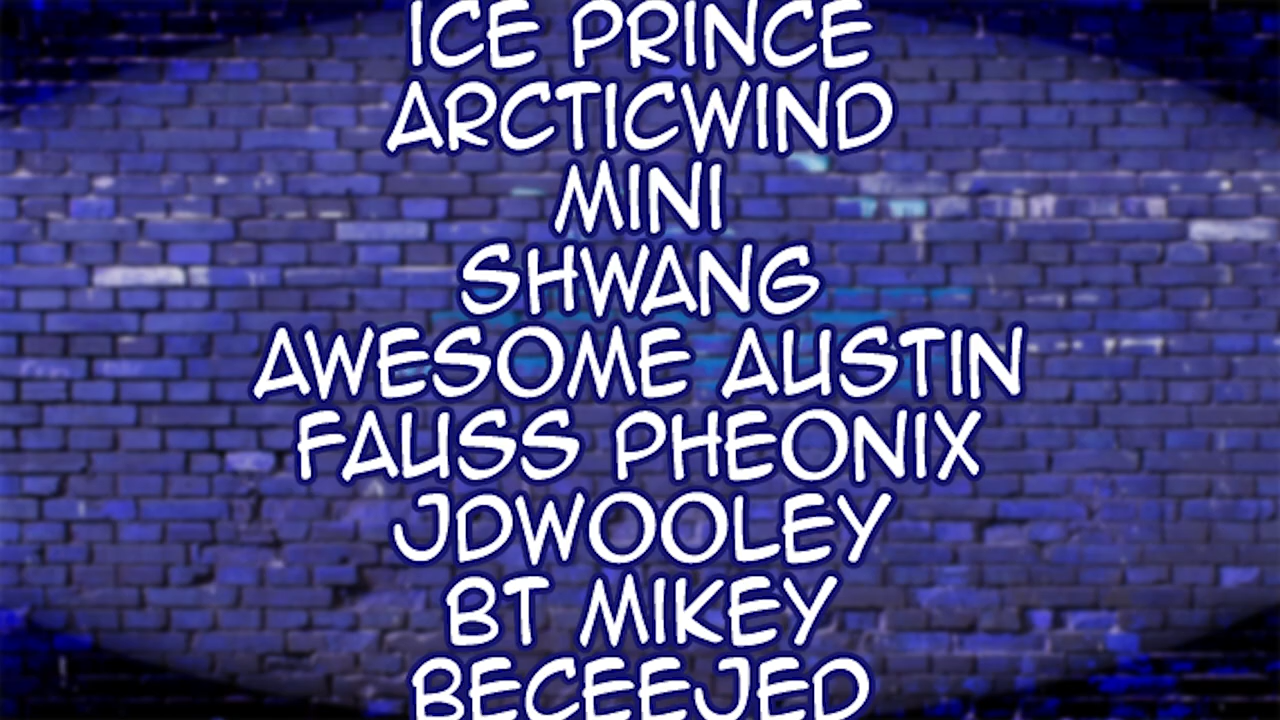 ICE PRINCE
ARCTICWIND
MINI
SHWANG
AWESOME AUSTIN
FAUSS PHEONIX
JDWOOLEY
BT MIKEY
BECEEJED